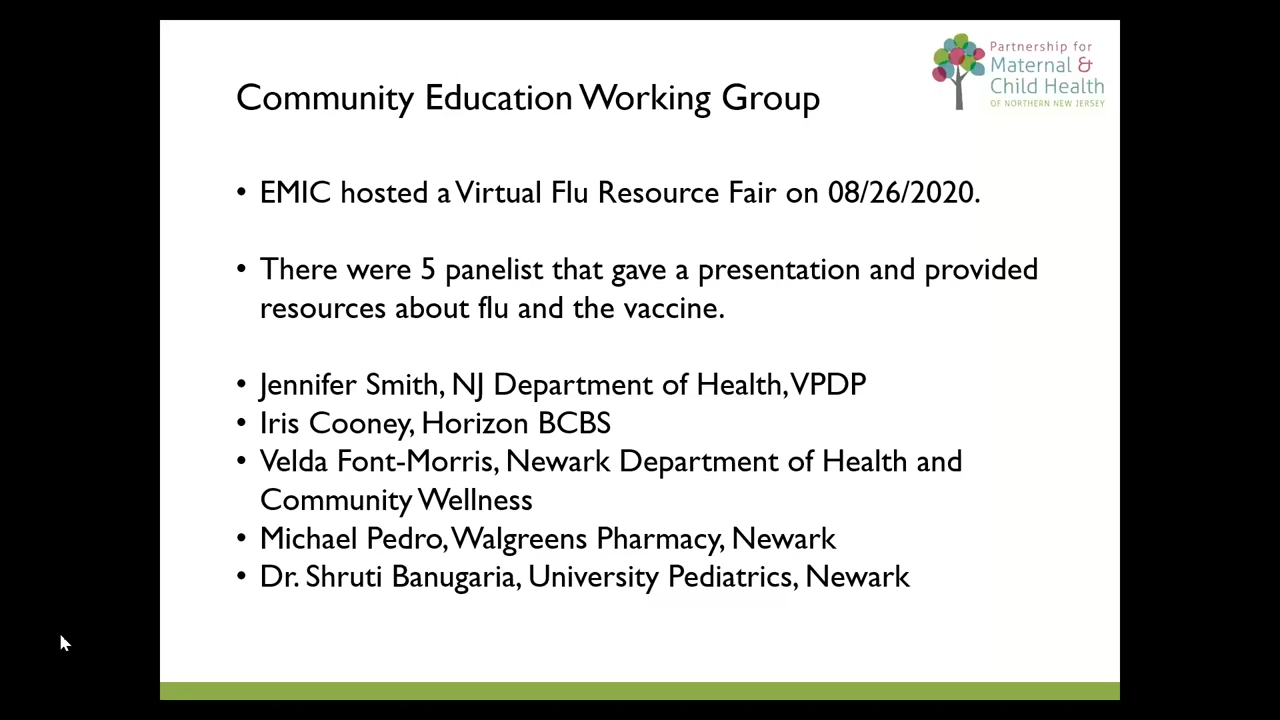 Partnership for
Maternal &
Child Health
OF NORTHERN NEW JERSEY
Community Education Working Group
• EMIC hosted a Virtual Flu Resource Fair on 08/26/2020.
• There were 5 panelist that gave a presentation and provided
resources about flu and the vaccine.
• Jennifer Smith, NJ Department of Health, VPDP
• Iris Cooney, Horizon BCBS
• Velda Font-Morris, Newark Department of Health and
Community Wellness
• Michael Pedro, Walgreens Pharmacy, Newark
• Dr. Shruti Banugaria, University Pediatrics, Newark